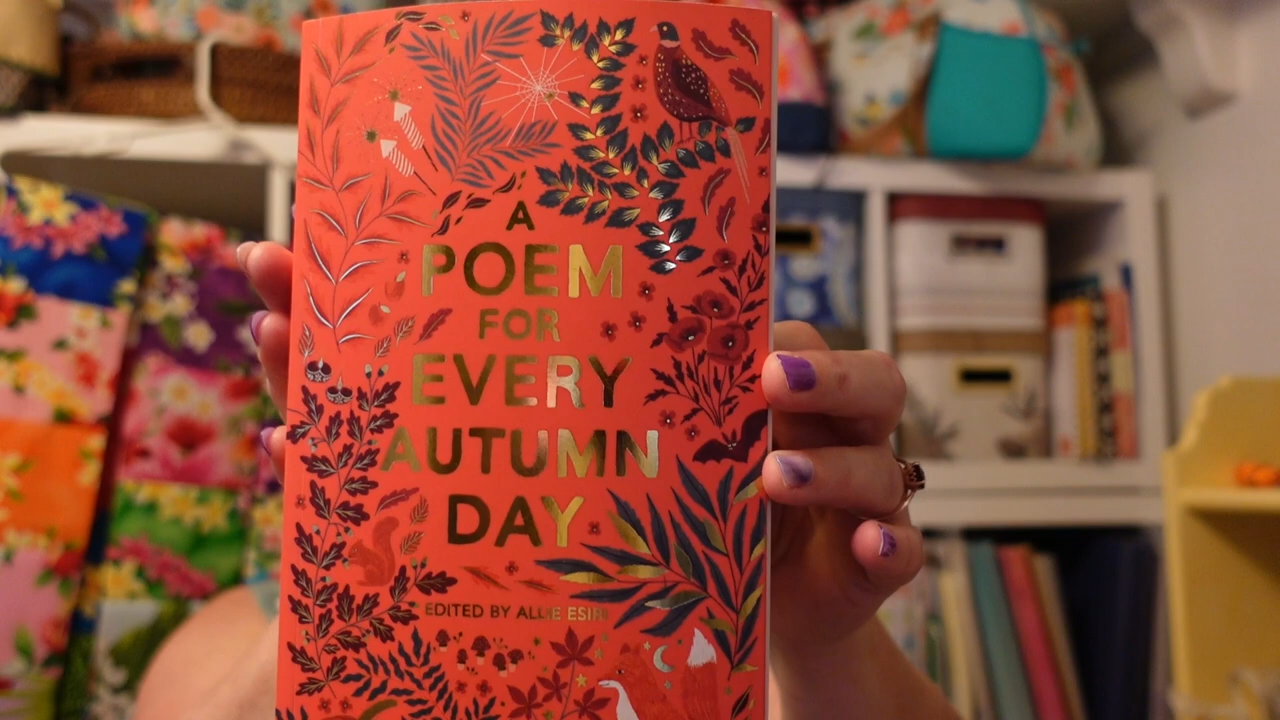 A
POEM
FOR
EVERY
AUTUMN
DAY
EDITED BY ALLIE ESIRI